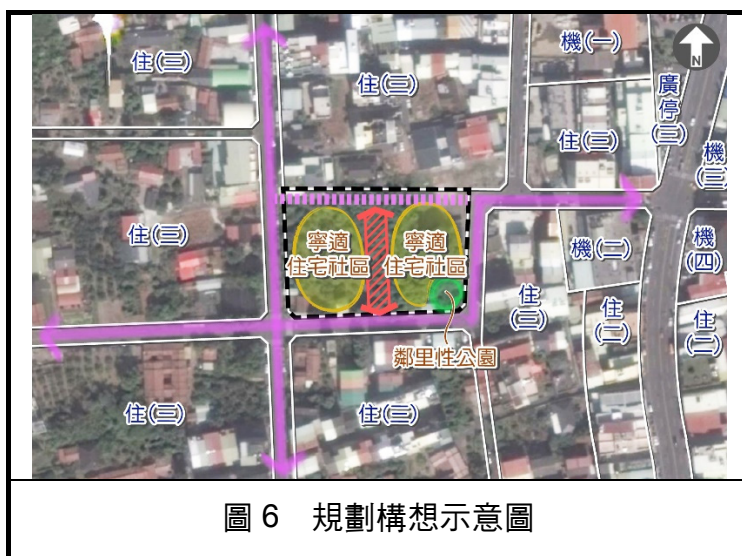 機(一)
N
住(三)
住(三)
廣停(三)
住(三)
機(三)
住(三)
寧適
住宅社區
寧適
住宅社區
機(二)
機(四)
住(三)
住(二)
住(二)
鄰里性公園
住(三)
住(三)
圖 6 規劃構想示意圖